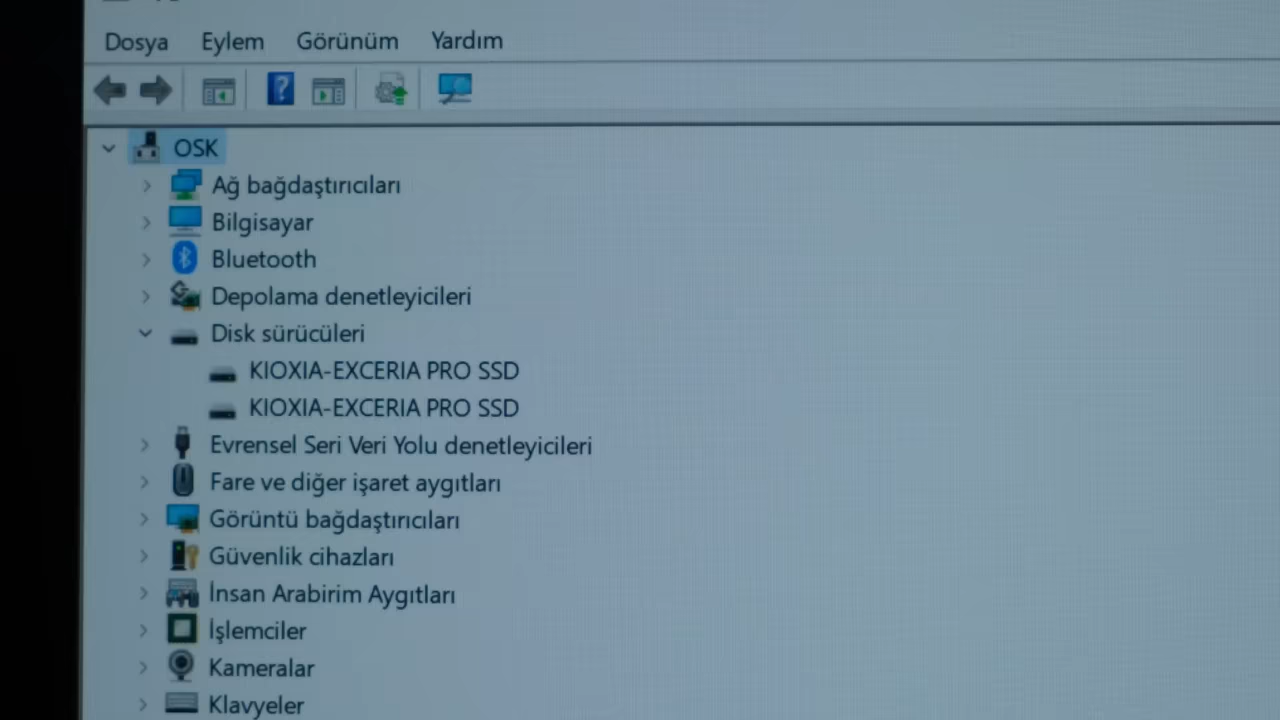 Dosya Eylem Görünüm Yardım
OSK
Ağ bağdaştırıcıları
Bilgisayar
Bluetooth
Depolama denetleyicileri
Disk sürücüleri
KIOXIA-EXCERIA PRO SSD
KIOXIA-EXCERIA PRO SSD
Evrensel Seri Veri Yolu denetleyicileri
Fare ve diğer işaret aygıtları
Görüntü bağdaştırıcıları
Güvenlik cihazları
İnsan Arabirim Aygıtları
İşlemciler
Kameralar
Klavyeler